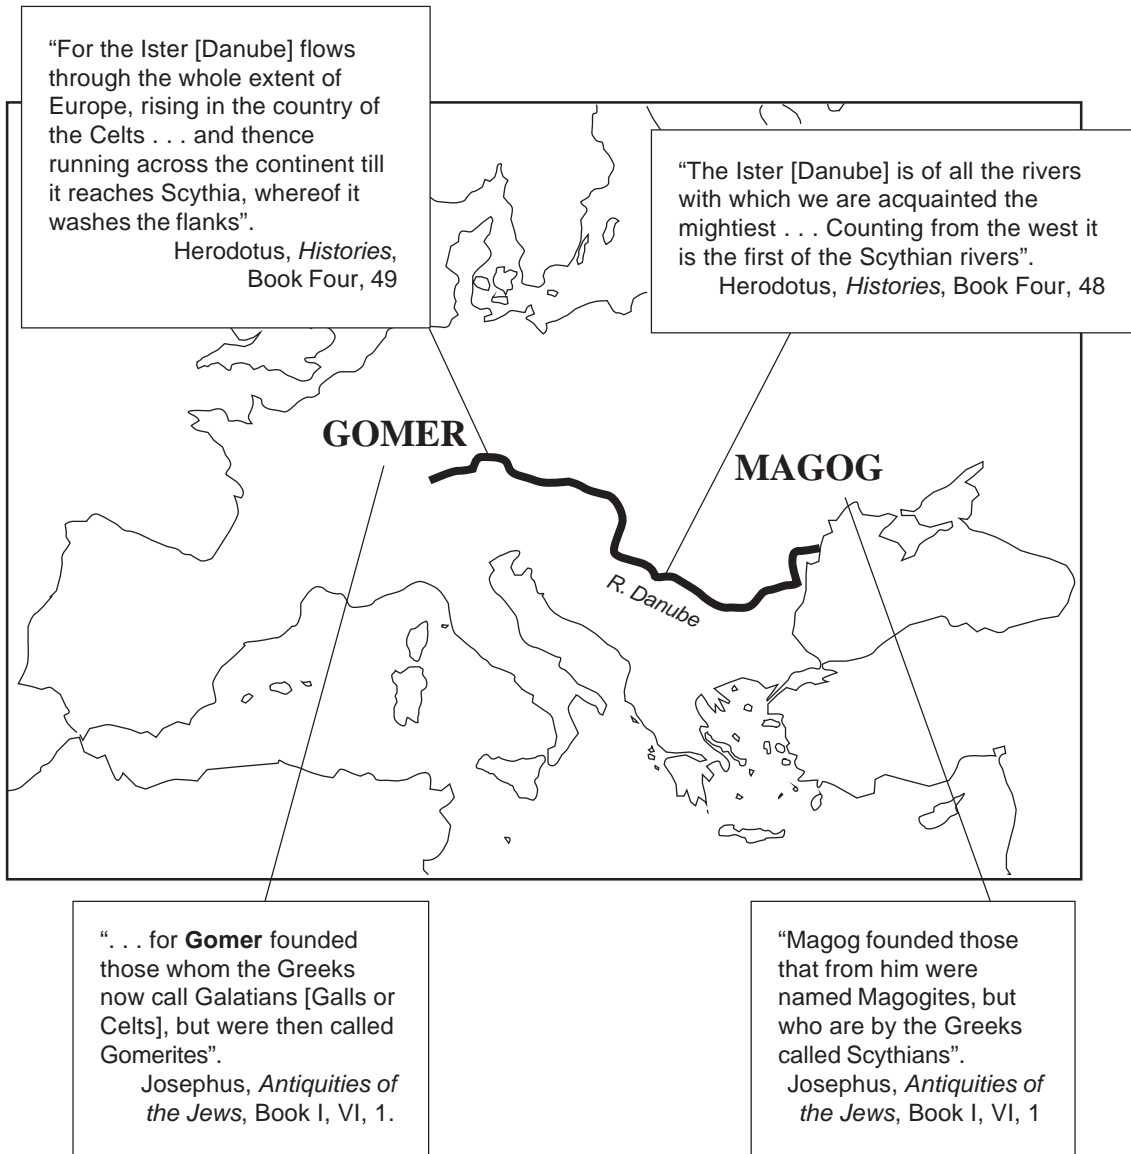 “For the Ister [Danube] flows
through the whole extent of
Europe, rising in the country of
the Celts . . . and thence
running across the continent till
it reaches Scythia, whereof it
washes the flanks”.
Herodotus, Histories,
Book Four, 49
“The Ister [Danube] is of all the rivers
with which we are acquainted the
mightiest . . . Counting from the west it
is the first of the Scythian rivers”.
Herodotus, Histories, Book Four, 48
GOMER
MAGOG
R. Danube
“. . . for Gomer founded
those whom the Greeks
now call Galatians [Galls or
Celts], but were then called
Gomerites”.
Josephus, Antiquities of
the Jews, Book I, VI, 1.
“Magog founded those
that from him were
named Magogites, but
who are by the Greeks
called Scythians”.
Josephus, Antiquities of
the Jews, Book I, VI, 1